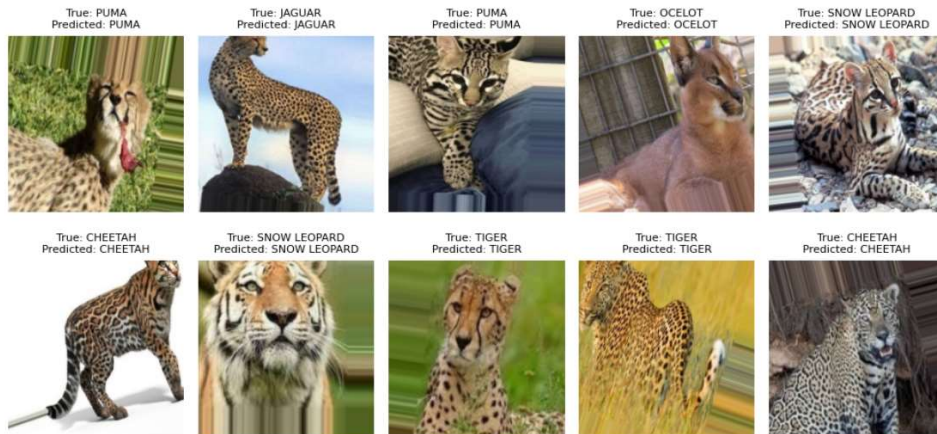 True: PUMA
Predicted: PUMA
True: JAGUAR
Predicted: JAGUAR
True: PUMA
Predicted: PUMA
True: OCELOT
Predicted: OCELOT
True: SNOW LEOPARD
Predicted: SNOW LEOPARD
True: CHEETAH
Predicted: CHEETAH
True: SNOW LEOPARD
Predicted: SNOW LEOPARD
True: TIGER
Predicted: TIGER
True: TIGER
Predicted: TIGER
True: CHEETAH
Predicted: CHEETAH